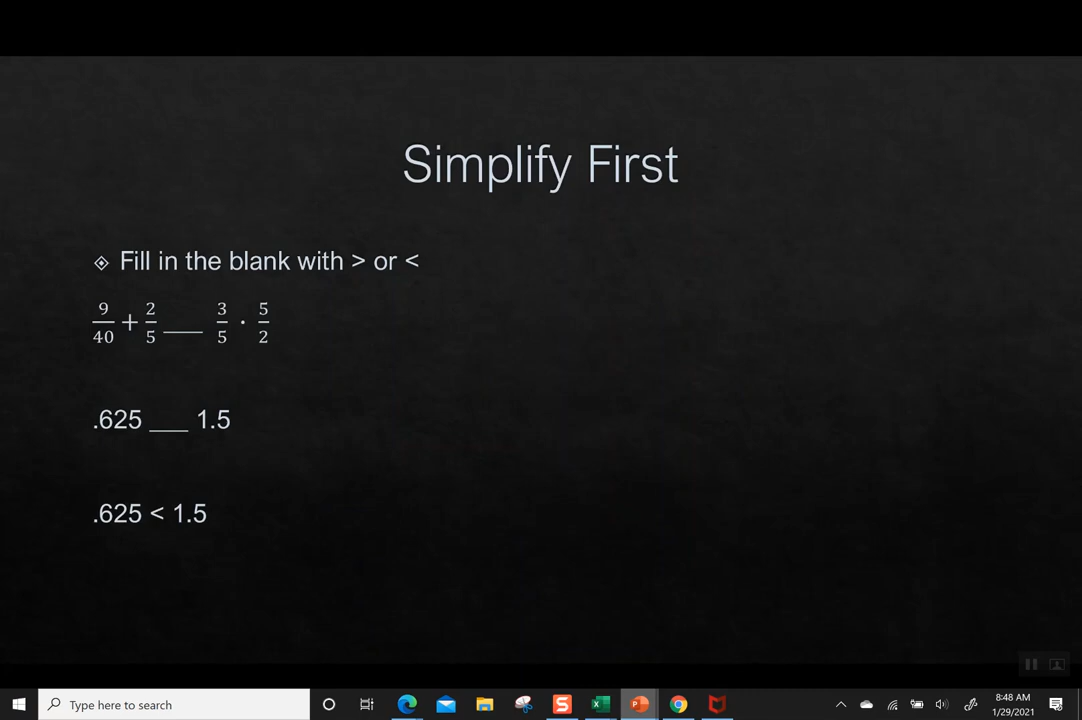 Simplify First
Fill in the blank with > or <
9/40 + 2/5 ___ 3/5 · 5/2
.625 ___ 1.5
.625 < 1.5
Type here to search
8:48 AM
1/29/2021